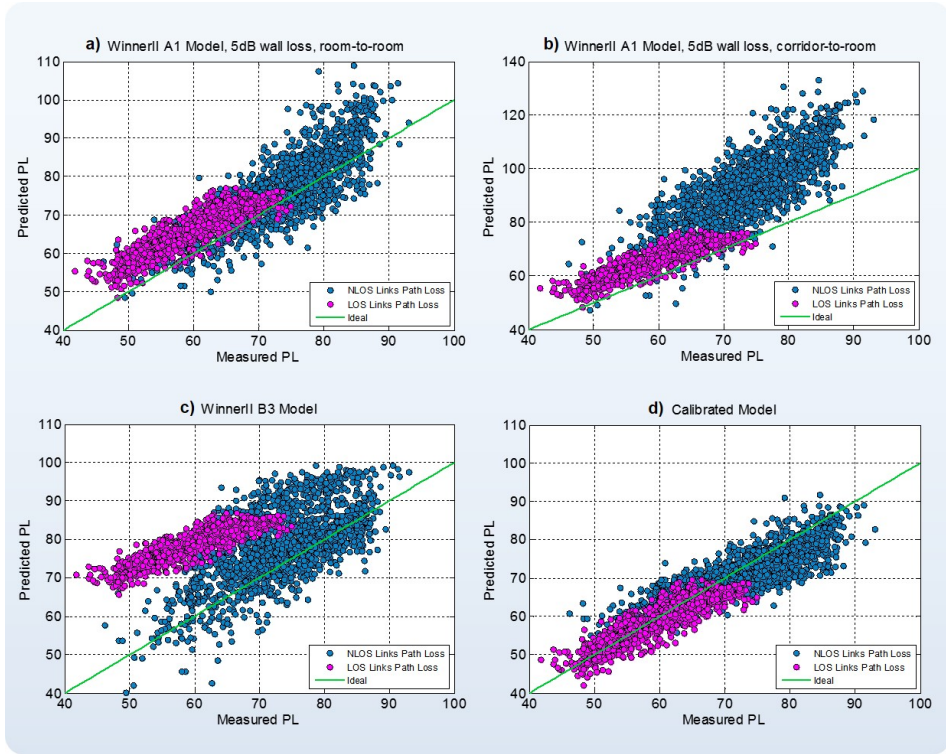 a) WinnerII A1 Model, 5dB wall loss, room-to-room
110
100
90
80
70
60
50
40
Predicted PL
40 50 60 70 80 90 100
Measured PL
NLOS Links Path Loss
LOS Links Path Loss
Ideal
b) WinnerII A1 Model, 5dB wall loss, corridor-to-room
140
120
100
80
60
40
Predicted PL
40 50 60 70 80 90 100
Measured PL
NLOS Links Path Loss
LOS Links Path Loss
Ideal
c) WinnerII B3 Model
110
100
90
80
70
60
50
40
Predicted PL
40 50 60 70 80 90 100
Measured PL
NLOS Links Path Loss
LOS Links Path Loss
Ideal
d) Calibrated Model
110
100
90
80
70
60
50
40
Predicted PL
40 50 60 70 80 90 100
Measured PL
NLOS Links Path Loss
LOS Links Path Loss
Ideal